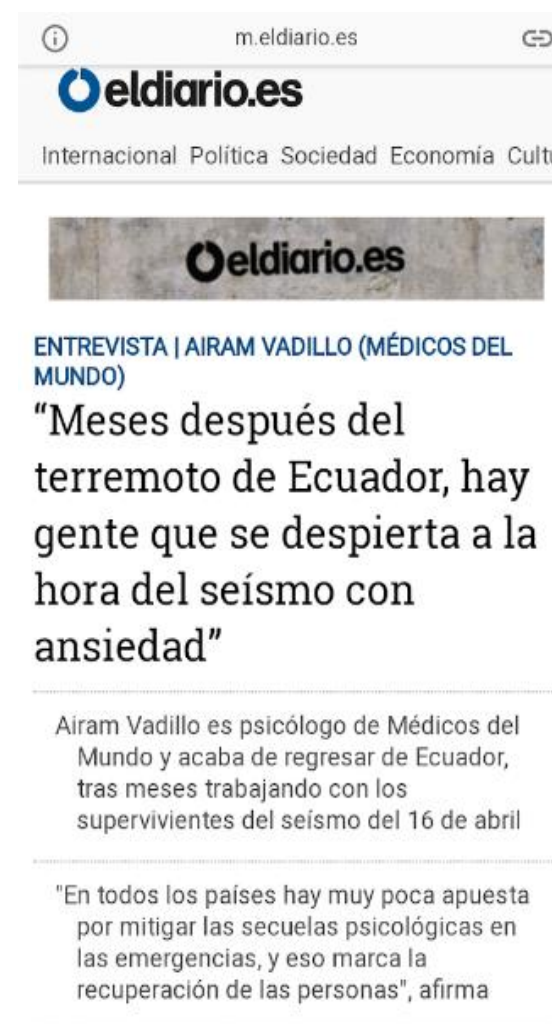 m.eldiario.es
eldiario.es
Internacional Política Sociedad Economía
eldiario.es
ENTREVISTA | AIRAM VADILLO (MÉDICOS DEL
MUNDO)
“Meses después del
terremoto de Ecuador, hay
gente que se despierta a la
hora del seísmo con
ansiedad”
Airam Vadillo es psicólogo de Médicos del
Mundo y acaba de regresar de Ecuador,
tras meses trabajando con los
supervivientes del seísmo del 16 de abril
"En todos los países hay muy poca apuesta
por mitigar las secuelas psicológicas en
las emergencias, y eso marca la
recuperación de las personas", afirma